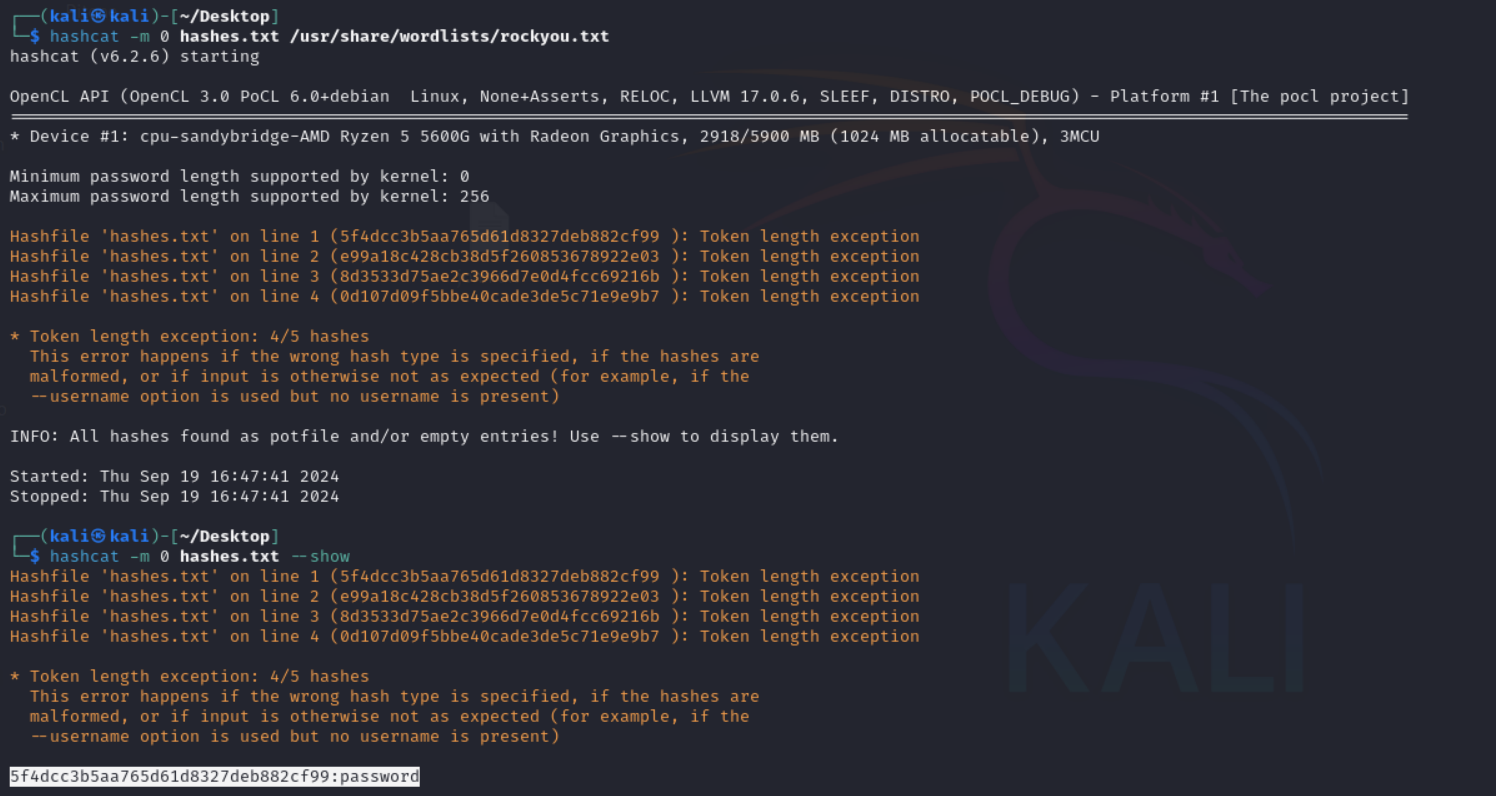 ┌──(kali㉿kali)-[~/Desktop]
└─$ hashcat -m 0 hashes.txt /usr/share/wordlists/rockyou.txt
hashcat (v6.2.6) starting
OpenCL API (OpenCL 3.0 PoCL 6.0+debian  Linux, None+Asserts, RELOC, LLVM 17.0.6, SLEEF, DISTRO, POCL_DEBUG) - Platform #1 [The pocl project]
* Device #1: cpu-sandybridge-AMD Ryzen 5 5600G with Radeon Graphics, 2918/5900 MB (1024 MB allocatable), 3MCU
Minimum password length supported by kernel: 0
Maximum password length supported by kernel: 256
Hashfile 'hashes.txt' on line 1 (5f4dcc3b5aa765d61d8327deb882cf99 ): Token length exception
Hashfile 'hashes.txt' on line 2 (e99a18c428cb38d5f260853678922e03 ): Token length exception
Hashfile 'hashes.txt' on line 3 (8d3533d75ae2c3966d7e0d4fcc69216b ): Token length exception
Hashfile 'hashes.txt' on line 4 (0d107d09f5bbe40cade3de5c71e9e9b7 ): Token length exception
* Token length exception: 4/5 hashes
  This error happens if the wrong hash type is specified, if the hashes are
  malformed, or if input is otherwise not as expected (for example, if the
  --username option is used but no username is present)
INFO: All hashes found as potfile and/or empty entries! Use --show to display them.
Started: Thu Sep 19 16:47:41 2024
Stopped: Thu Sep 19 16:47:41 2024
┌──(kali㉿kali)-[~/Desktop]
└─$ hashcat -m 0 hashes.txt --show
Hashfile 'hashes.txt' on line 1 (5f4dcc3b5aa765d61d8327deb882cf99 ): Token length exception
Hashfile 'hashes.txt' on line 2 (e99a18c428cb38d5f260853678922e03 ): Token length exception
Hashfile 'hashes.txt' on line 3 (8d3533d75ae2c3966d7e0d4fcc69216b ): Token length exception
Hashfile 'hashes.txt' on line 4 (0d107d09f5bbe40cade3de5c71e9e9b7 ): Token length exception
* Token length exception: 4/5 hashes
  This error happens if the wrong hash type is specified, if the hashes are
  malformed, or if input is otherwise not as expected (for example, if the
  --username option is used but no username is present)
5f4dcc3b5aa765d61d8327deb882cf99:password
KALI